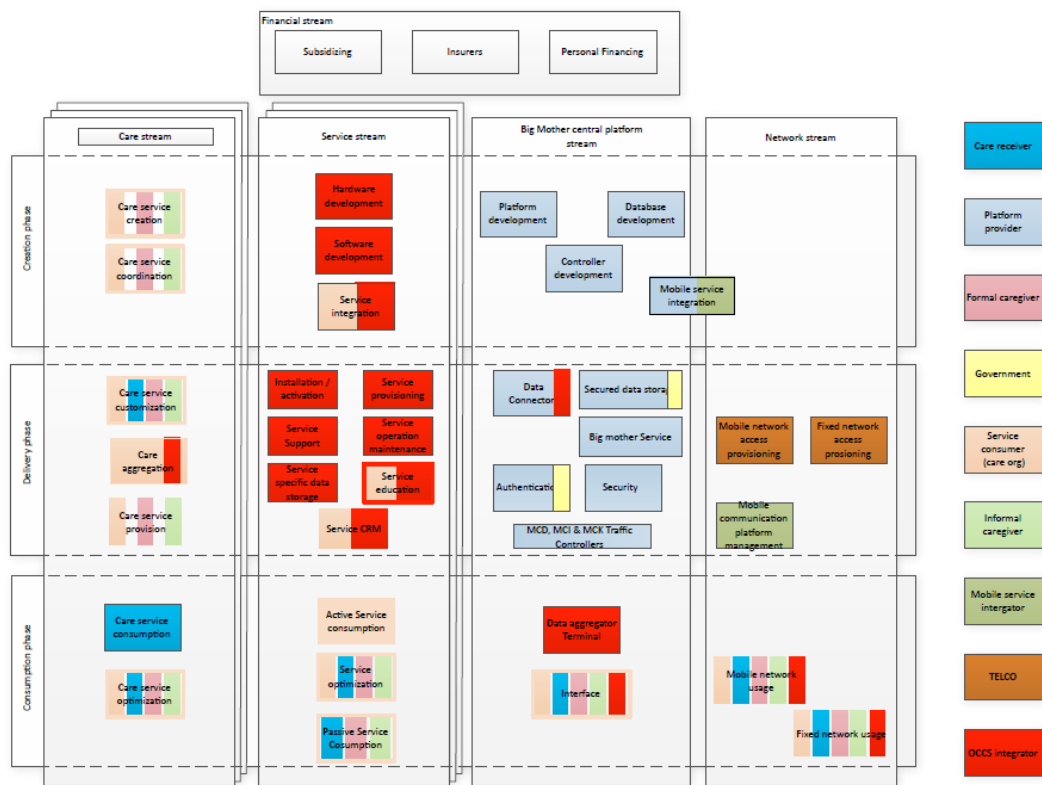 Financial stream
Subsidizing
Insurers
Personal Financing
Care stream
Service stream
Big Mother central platform
stream
Network stream
Creation phase
Care service
creation
Care service
coordination
Hardware
development
Software
development
Service
integration
Platform
development
Database
development
Controller
development
Mobile service
integration
Delivery phase
Care service
customization
Care
aggregation
Care service
provision
Installation /
activation
Service
provisioning
Service
Support
Service
operation
maintenance
Service
specific data
storage
Service
education
Service CRM
Data
Connector
Secured data storag
Big mother Service
Authenticatic
Security
MCD, MCI & MCK Traffic
Controllers
Mobile network
access
provisioning
Fixed network
access
prosioning
Mobile
communication
platform
management
Consumption phase
Care service
consumption
Care service
optimization
Active Service
consumption
Service
optimization
Passive Service
Cosumption
Data aggregator
Terminal
Interface
Mobile network
usage
Fixed network usage
Care receiver
Platform
provider
Formal caregiver
Government
Service
consumer
(care org)
Informal
caregiver
Mobile service
intergator
TELCO
OCCS integrator